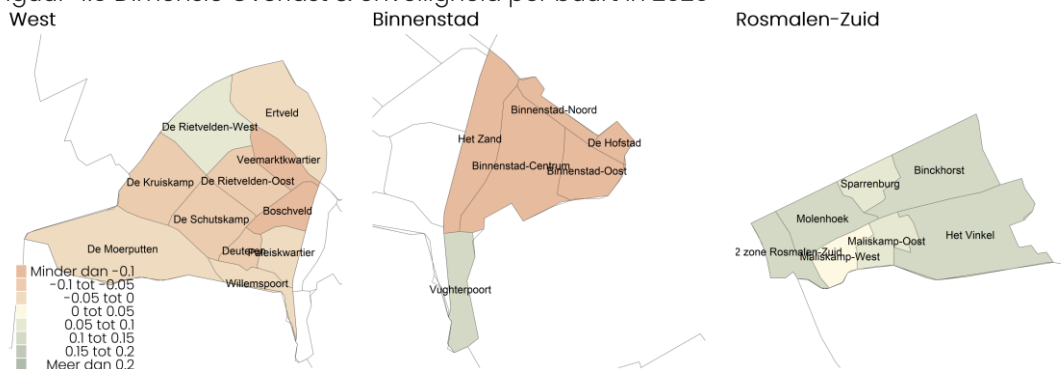 West
Binnenstad
Rosmalen-Zuid
Ertveld
De Rietvelden-West
Veemarktkwartier
De Kruiskamp
De Rietvelden-Oost
Boschveld
De Schutskamp
De Moerputten
Deuteren
Paleiskwartier
Willemspoort
Minder dan -0.1
-0.1 tot -0.05
-0.05 tot 0
0 tot 0.05
0.05 tot 0.1
0.1 tot 0.15
0.15 tot 0.2
Meer dan 0.2
Binnenstad-Noord
Het Zand
De Hofstad
Binnenstad-Centrum
Binnenstad-Oost
Vughterpoort
Binckhorst
Sparrenburg
Molenhoek
Het Vinkel
Maliskamp-Oost
2 zone Rosmalen-Zuid
Maliskamp-West